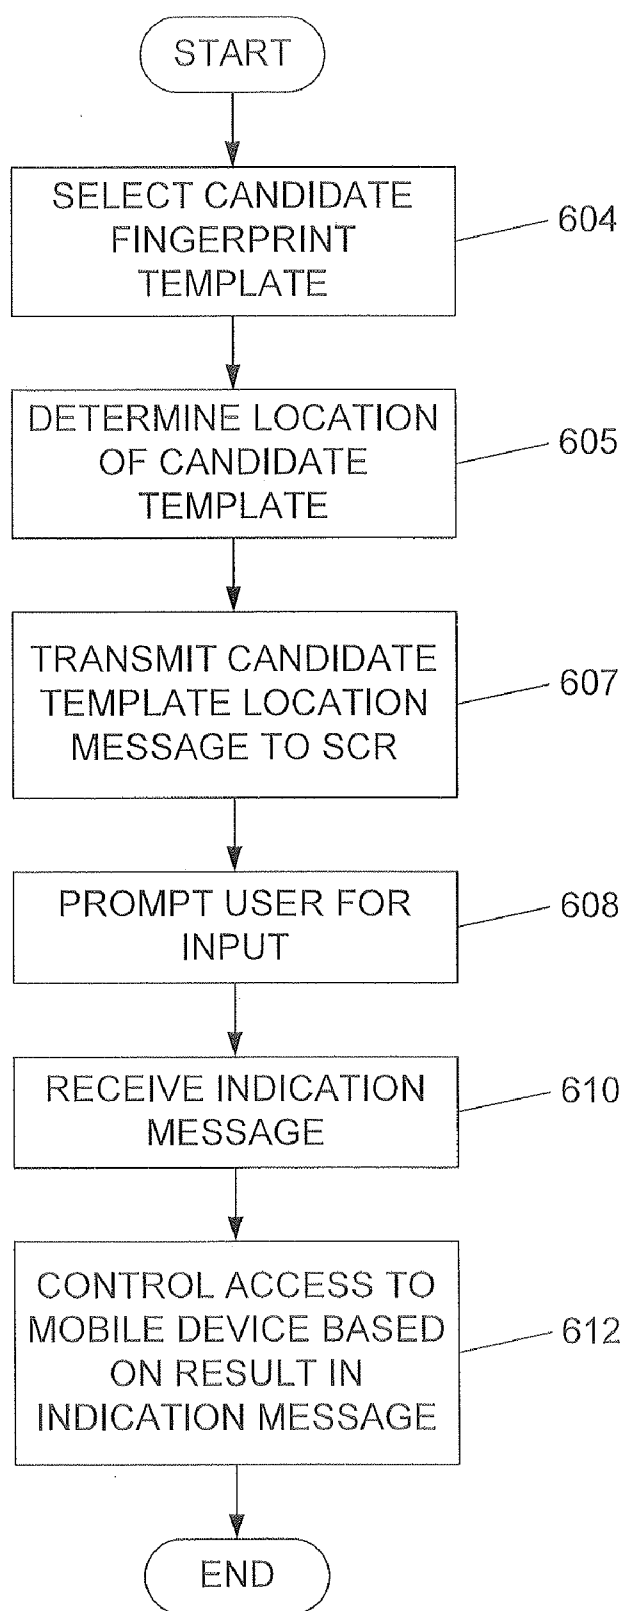 START
SELECT CANDIDATE
FINGERPRINT
TEMPLATE
604
DETERMINE LOCATION
OF CANDIDATE
TEMPLATE
605
TRANSMIT CANDIDATE
TEMPLATE LOCATION
MESSAGE TO SCR
607
PROMPT USER FOR
INPUT
608
RECEIVE INDICATION
MESSAGE
610
CONTROL ACCESS TO
MOBILE DEVICE BASED
ON RESULT IN
INDICATION MESSAGE
612
END